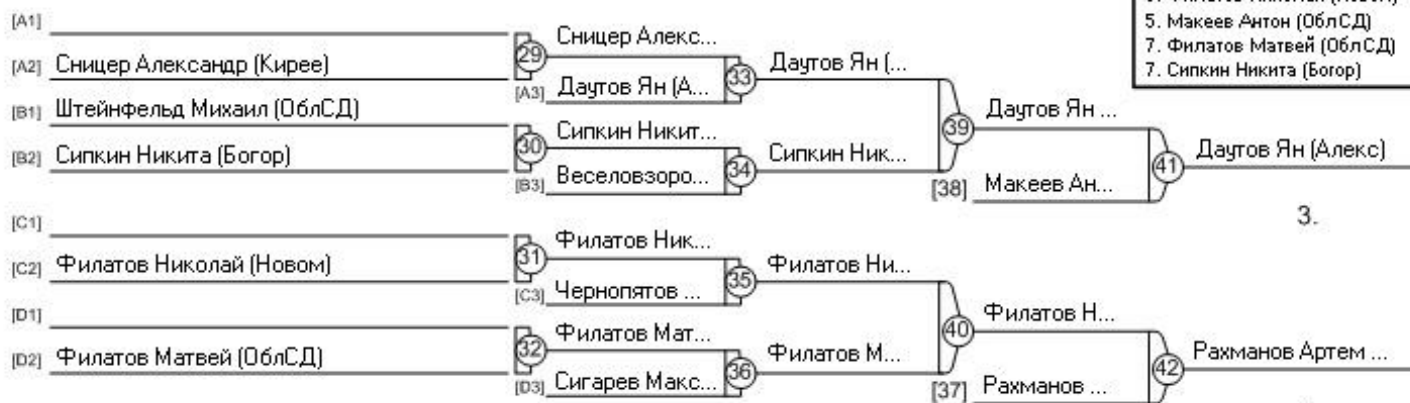 5. Макеев Антон (ОблСД)
7. Филатов Матвей (ОблСД)
7. Сипкин Никита (Богор)
[A1]
[A2] Сницер Александр (Кирее)
29
Сницер Алекс...
[A3] Даутов Ян (А...
33
Даутов Ян (...
[B1] Штейнфельд Михаил (ОблСД)
[B2] Сипкин Никита (Богор)
30
Сипкин Никит...
[B3] Веселовзоро...
34
Сипкин Ник...
39
Даутов Ян ...
[38] Макеев Ан...
41
Даутов Ян (Алекс)
3.
[C1]
[C2] Филатов Николай (Новом)
31
Филатов Ник...
[C3] Чернопятов ...
35
Филатов Ни...
[D1]
[D2] Филатов Матвей (ОблСД)
32
Филатов Мат...
[D3] Сигарев Макс...
36
Филатов М...
40
Филатов Н...
[37] Рахманов ...
42
Рахманов Артем ...